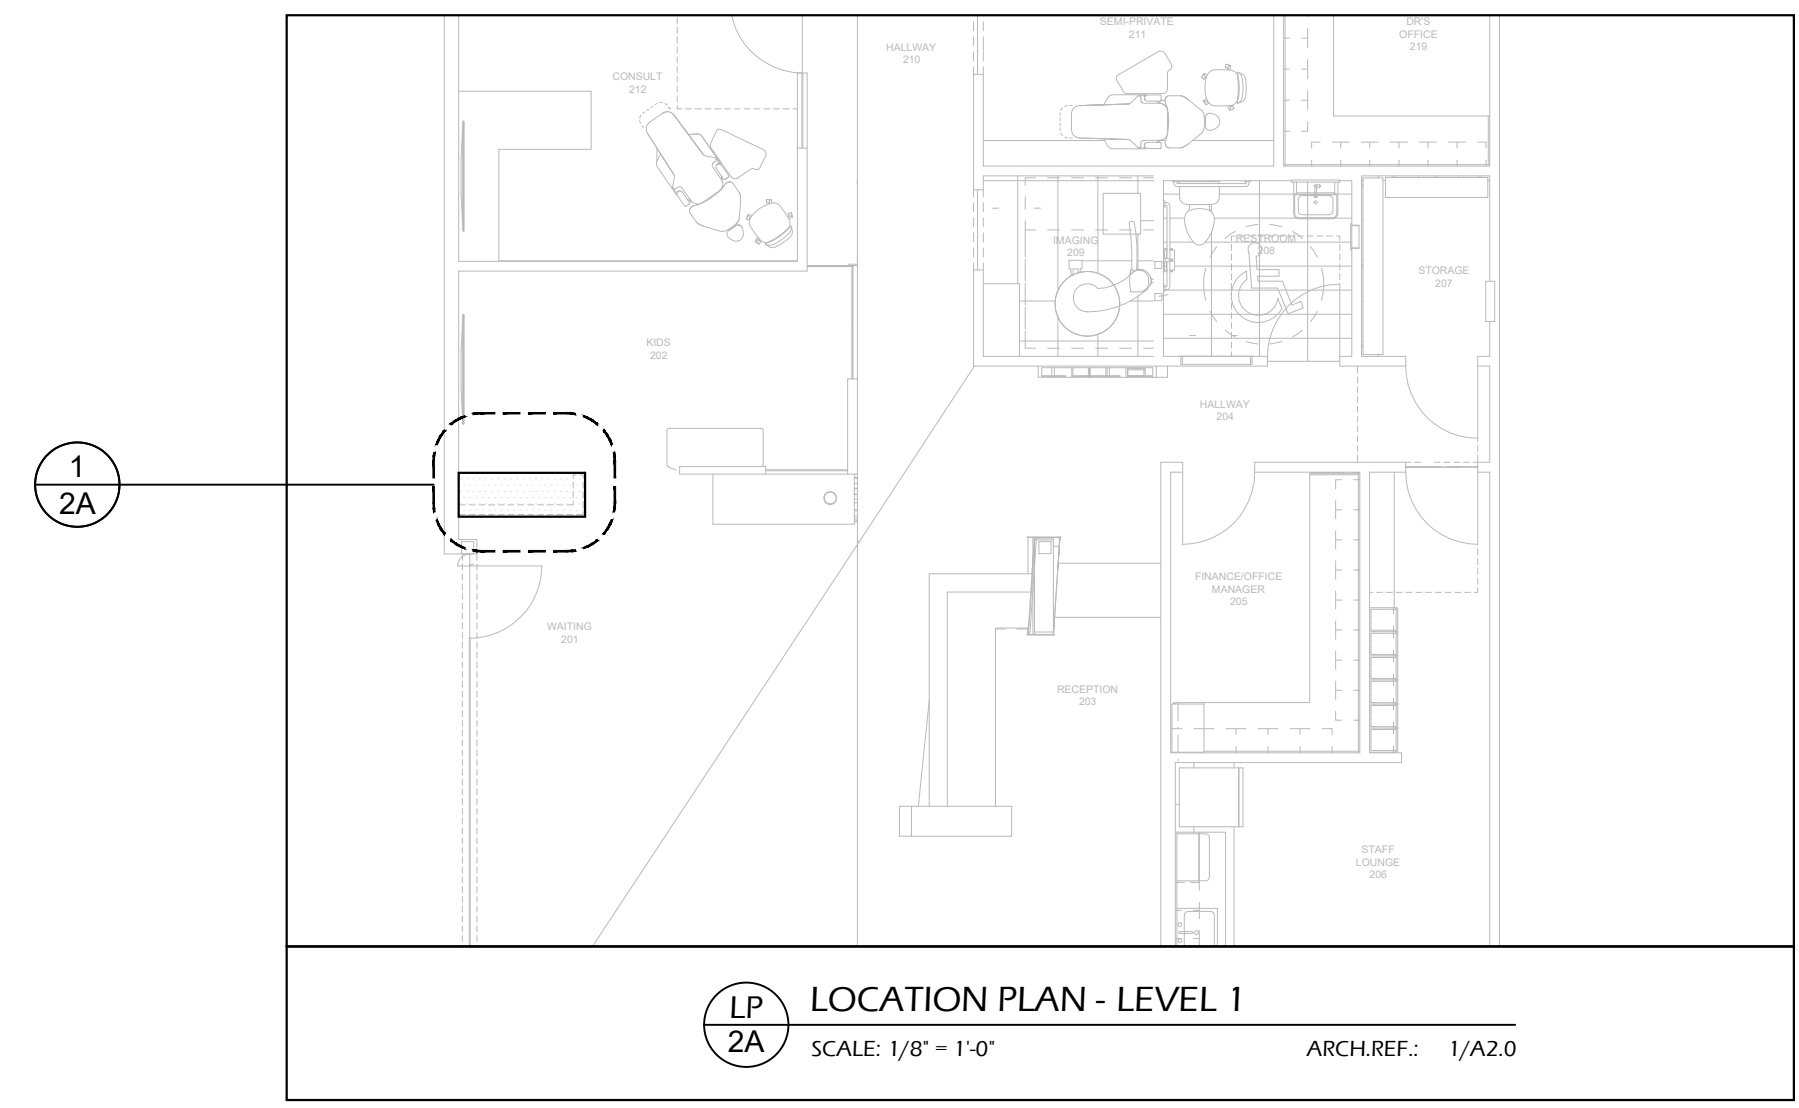 SEMI-PRIVATE
211
DR'S
OFFICE
219
HALLWAY
210
CONSULT
212
IMAGING
209
RESTROOM
208
STORAGE
207
KIDS
202
HALLWAY
204
1
2A
FINANCE/OFFICE
MANAGER
205
WAITING
201
RECEPTION
203
STAFF
LOUNGE
206
LP
2A
LOCATION PLAN - LEVEL 1
SCALE: 1/8" = 1'-0"
ARCH.REF.: 1/A2.0